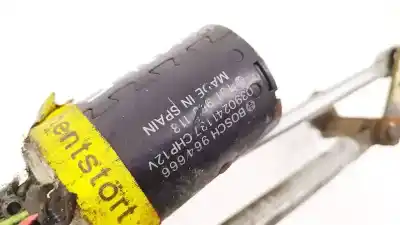 BOSCH 964666
0390241137 CHP12V
MADE IN SPAIN
entstört